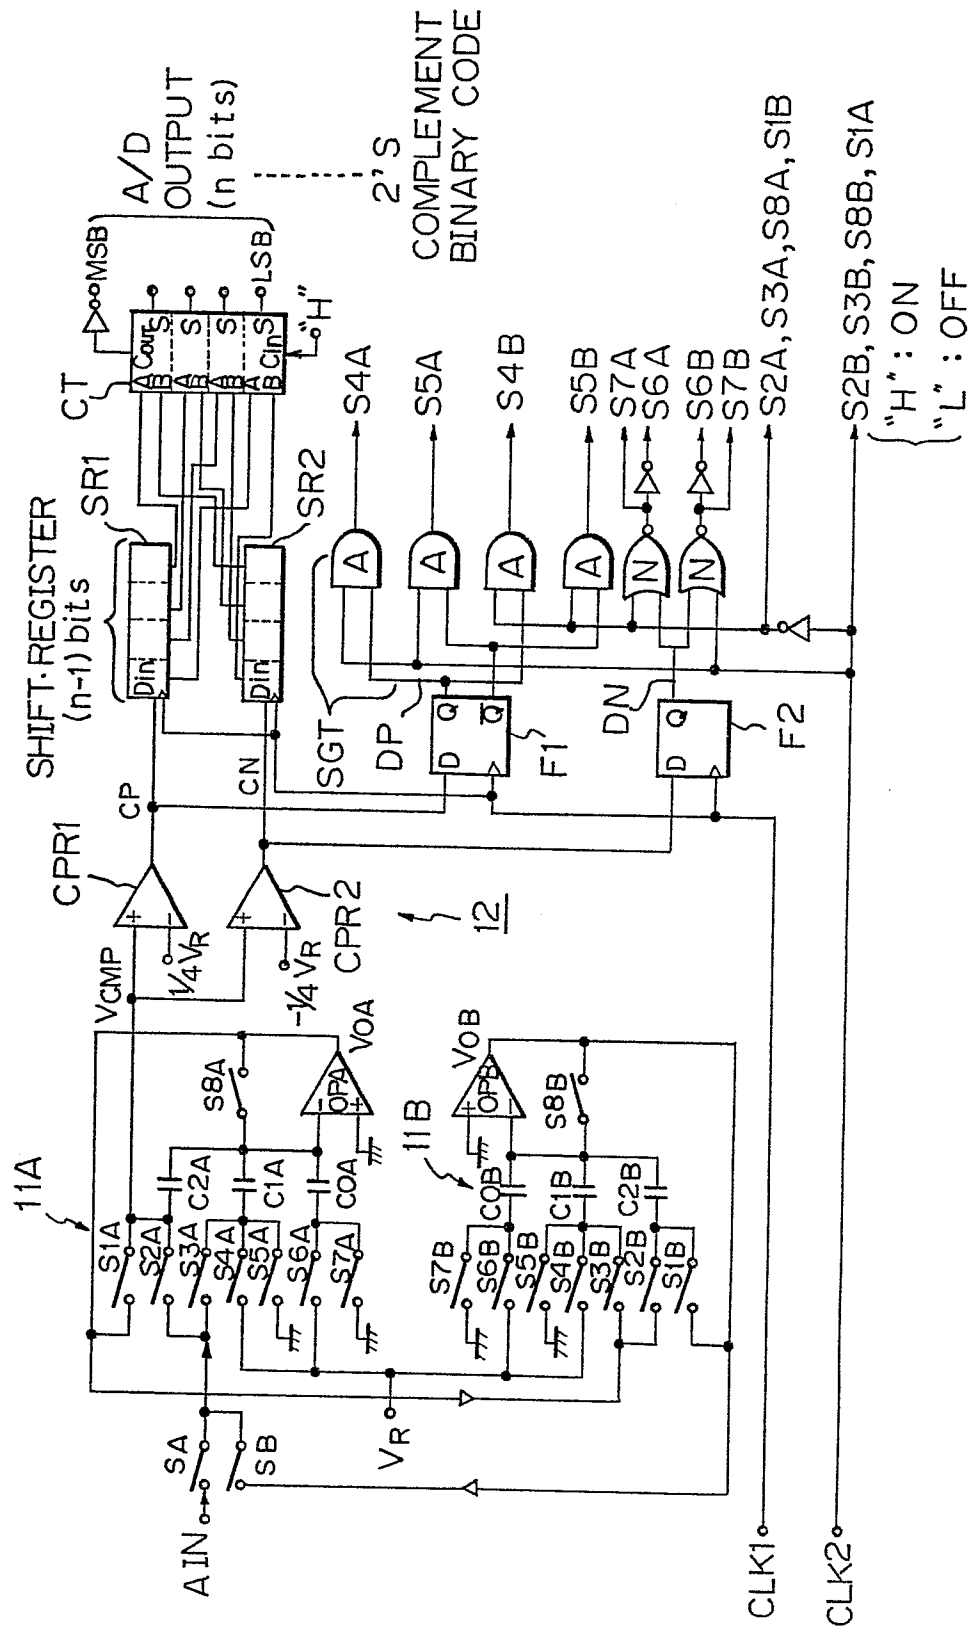 11A
AIN
SA
SB
S1A
S2A
S3A
S4A
S5A
S6A
S7A
C2A
C1A
C0A
S8A
OPA
VOA
VR
S7B
S6B
S5B
S4B
S3B
S2B
S1B
C0B
C1B
C2B
11B
S8B
OPB
VOB
VCMP
+
-
1/4 VR
CPR1
CP
+
-
-1/4 VR
CPR2
CN
12
SHIFT·REGISTER
(n-1) bits
SR1
Din
SR2
Din
CT
A
B
A
B
A
B
A
B
Cout
S
S
S
S
Cin
"H"
MSB
LSB
A/D
OUTPUT
(n bits)
2'S
COMPLEMENT
BINARY CODE
SGT
DP
D
Q
Q̅
F1
DN
D
Q
F2
A
A
A
A
N
N
S4A
S5A
S4B
S5B
S7A
S6A
S6B
S7B
S2A, S3A, S8A, S1B
S2B, S3B, S8B, S1A
"H" : ON
"L" : OFF
CLK1
CLK2